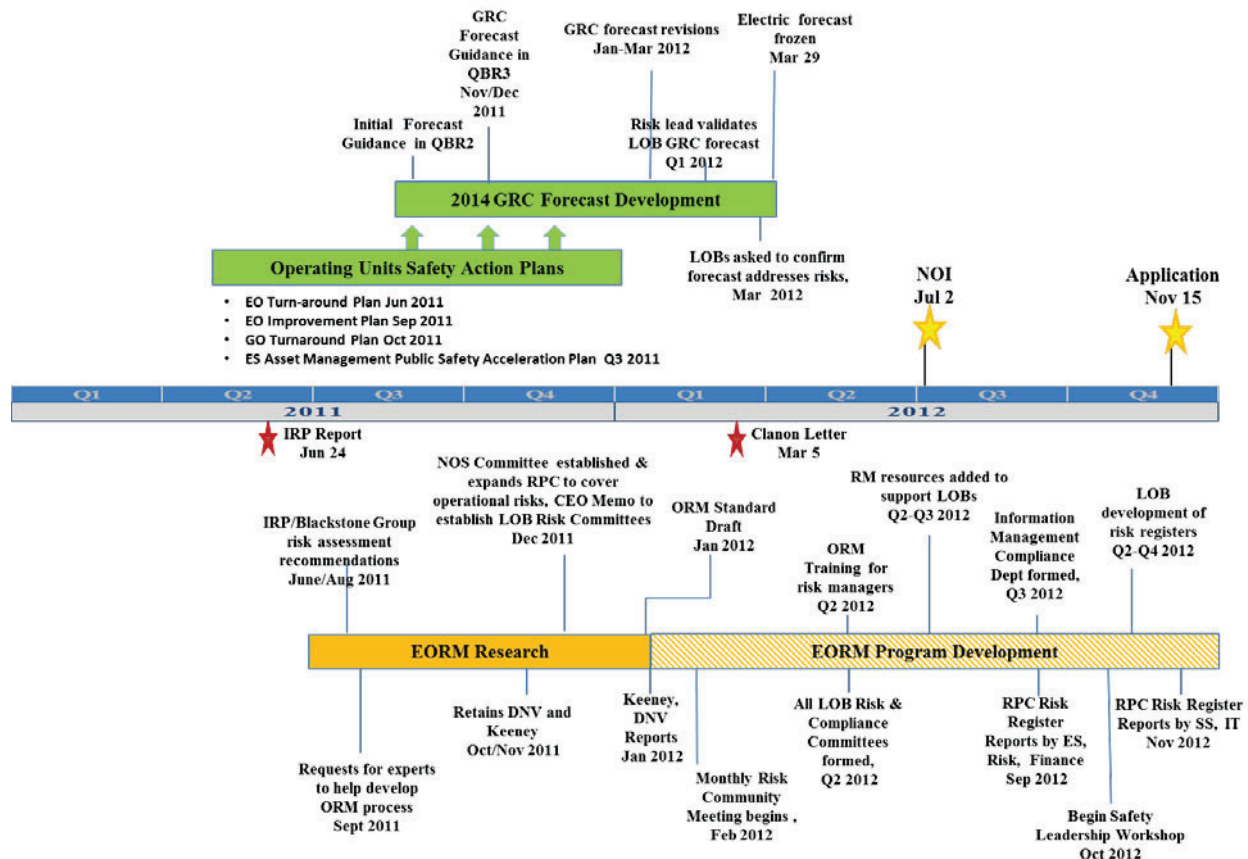 GRC
Forecast
Guidance in
QBR3
Nov/Dec
2011
GRC forecast revisions
Jan-Mar 2012
Electric forecast
frozen
Mar 29
Initial Forecast
Guidance in QBR2
Risk lead validates
LOB GRC forecast
Q1 2012
2014 GRC Forecast Development
Operating Units Safety Action Plans
LOBs asked to confirm
forecast addresses risks,
Mar 2012
NOI
Jul 2
Application
Nov 15
• EO Turn-around Plan Jun 2011
• EO Improvement Plan Sep 2011
• GO Turnaround Plan Oct 2011
• ES Asset Management Public Safety Acceleration Plan Q3 2011
Q1 Q2 Q3 Q4 Q1 Q2 Q3 Q4
2011 2012
IRP Report
Jun 24
Clanon Letter
Mar 5
NOS Committee established &
expands RPC to cover
operational risks, CEO Memo to
establish LOB Risk Committees
Dec 2011
IRP/Blackstone Group
risk assessment
recommendations
June/Aug 2011
ORM Standard
Draft
Jan 2012
ORM
Training for
risk managers
Q2 2012
RM resources added to
support LOBs
Q2-Q3 2012
Information
Management
Compliance
Dept formed,
Q3 2012
LOB
development of
risk registers
Q2-Q4 2012
EORM Research
EORM Program Development
Requests for experts
to help develop
ORM process
Sept 2011
Retains DNV and
Keeney
Oct/Nov 2011
Keeney,
DNV
Reports
Jan 2012
Monthly Risk
Community
Meeting begins ,
Feb 2012
All LOB Risk &
Compliance
Committees
formed,
Q2 2012
RPC Risk
Register
Reports by ES,
Risk, Finance
Sep 2012
Begin Safety
Leadership Workshop
Oct 2012
RPC Risk Register
Reports by SS, IT
Nov 2012